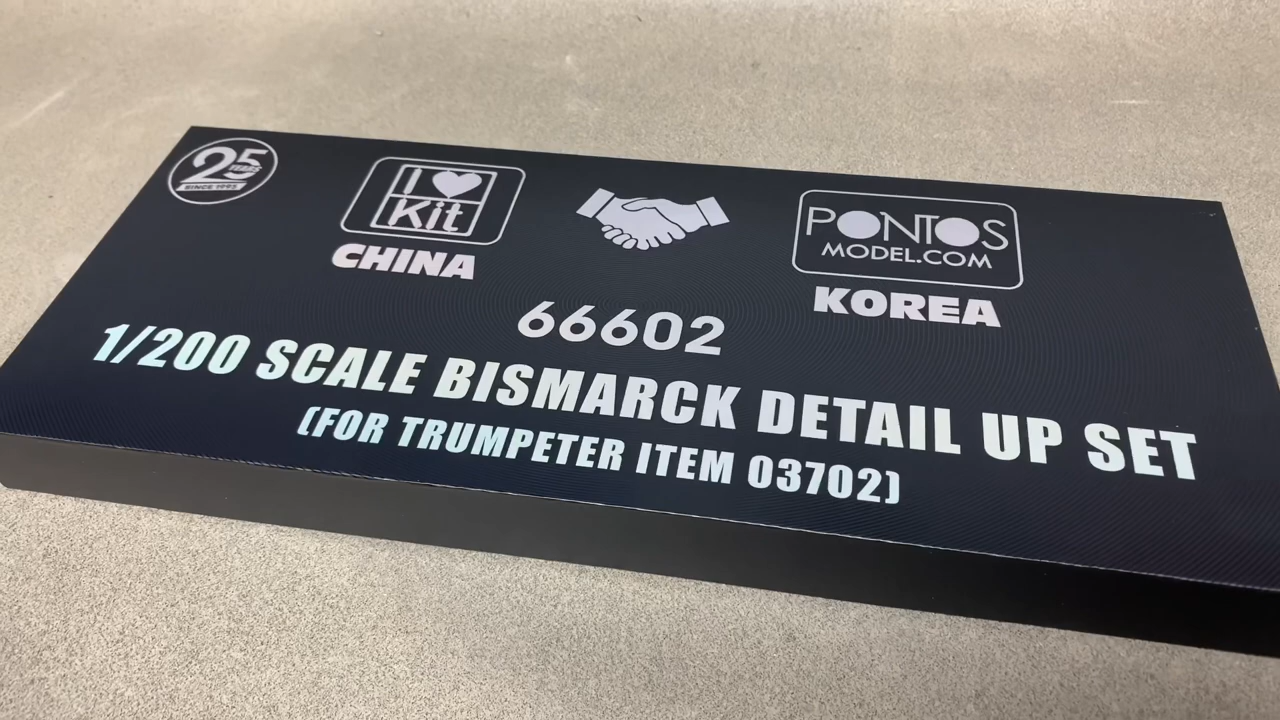 25
YEARS
SINCE 1995
I ♥
Kit
CHINA
PONTOS
MODEL.COM
KOREA
66602
1/200 SCALE BISMARCK DETAIL UP SET
(FOR TRUMPETER ITEM 03702)